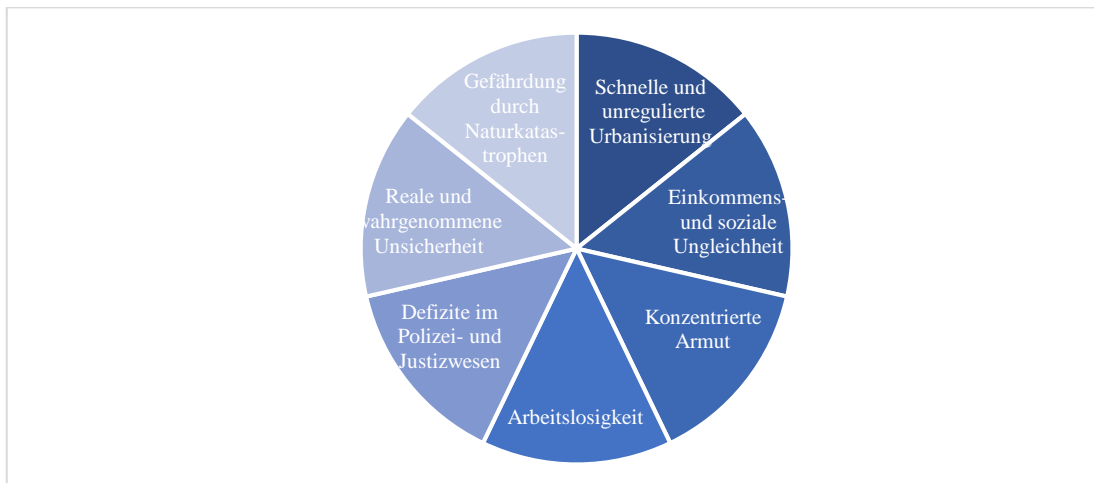 Schnelle und
unregulierte
Urbanisierung
Einkommens-
und soziale
Ungleichheit
Konzentrierte
Armut
Arbeitslosigkeit
Defizite im
Polizei- und
Justizwesen
Reale und
wahrgenommene
Unsicherheit
Gefährdung
durch
Naturkatas-
trophen